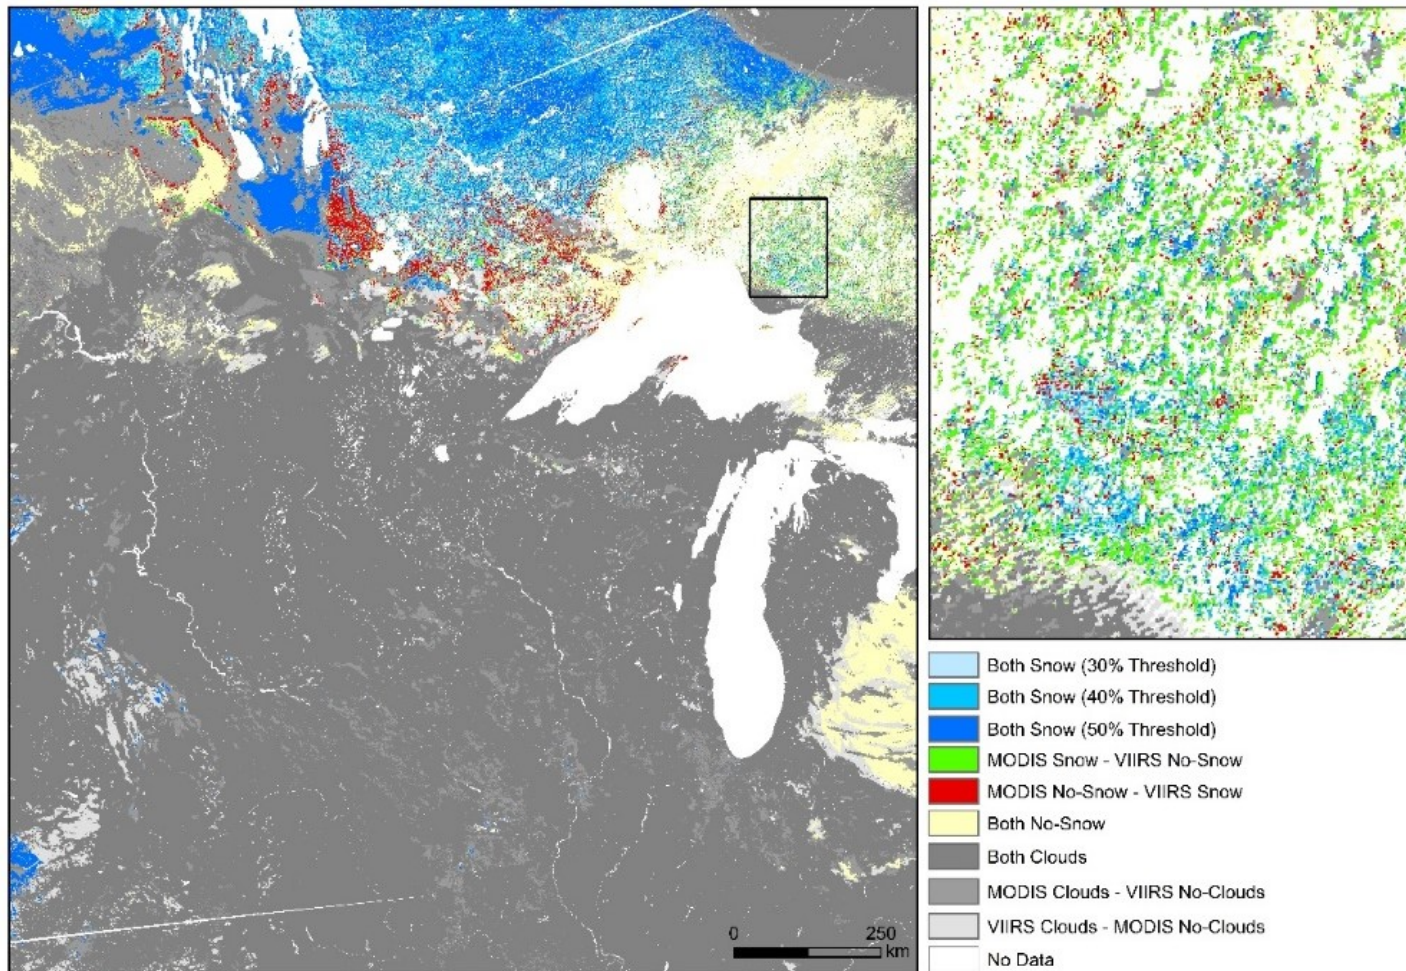 Both Snow (30% Threshold)
Both Snow (40% Threshold)
Both Snow (50% Threshold)
MODIS Snow - VIIRS No-Snow
MODIS No-Snow - VIIRS Snow
Both No-Snow
Both Clouds
MODIS Clouds - VIIRS No-Clouds
VIIRS Clouds - MODIS No-Clouds
No Data
0 250
km